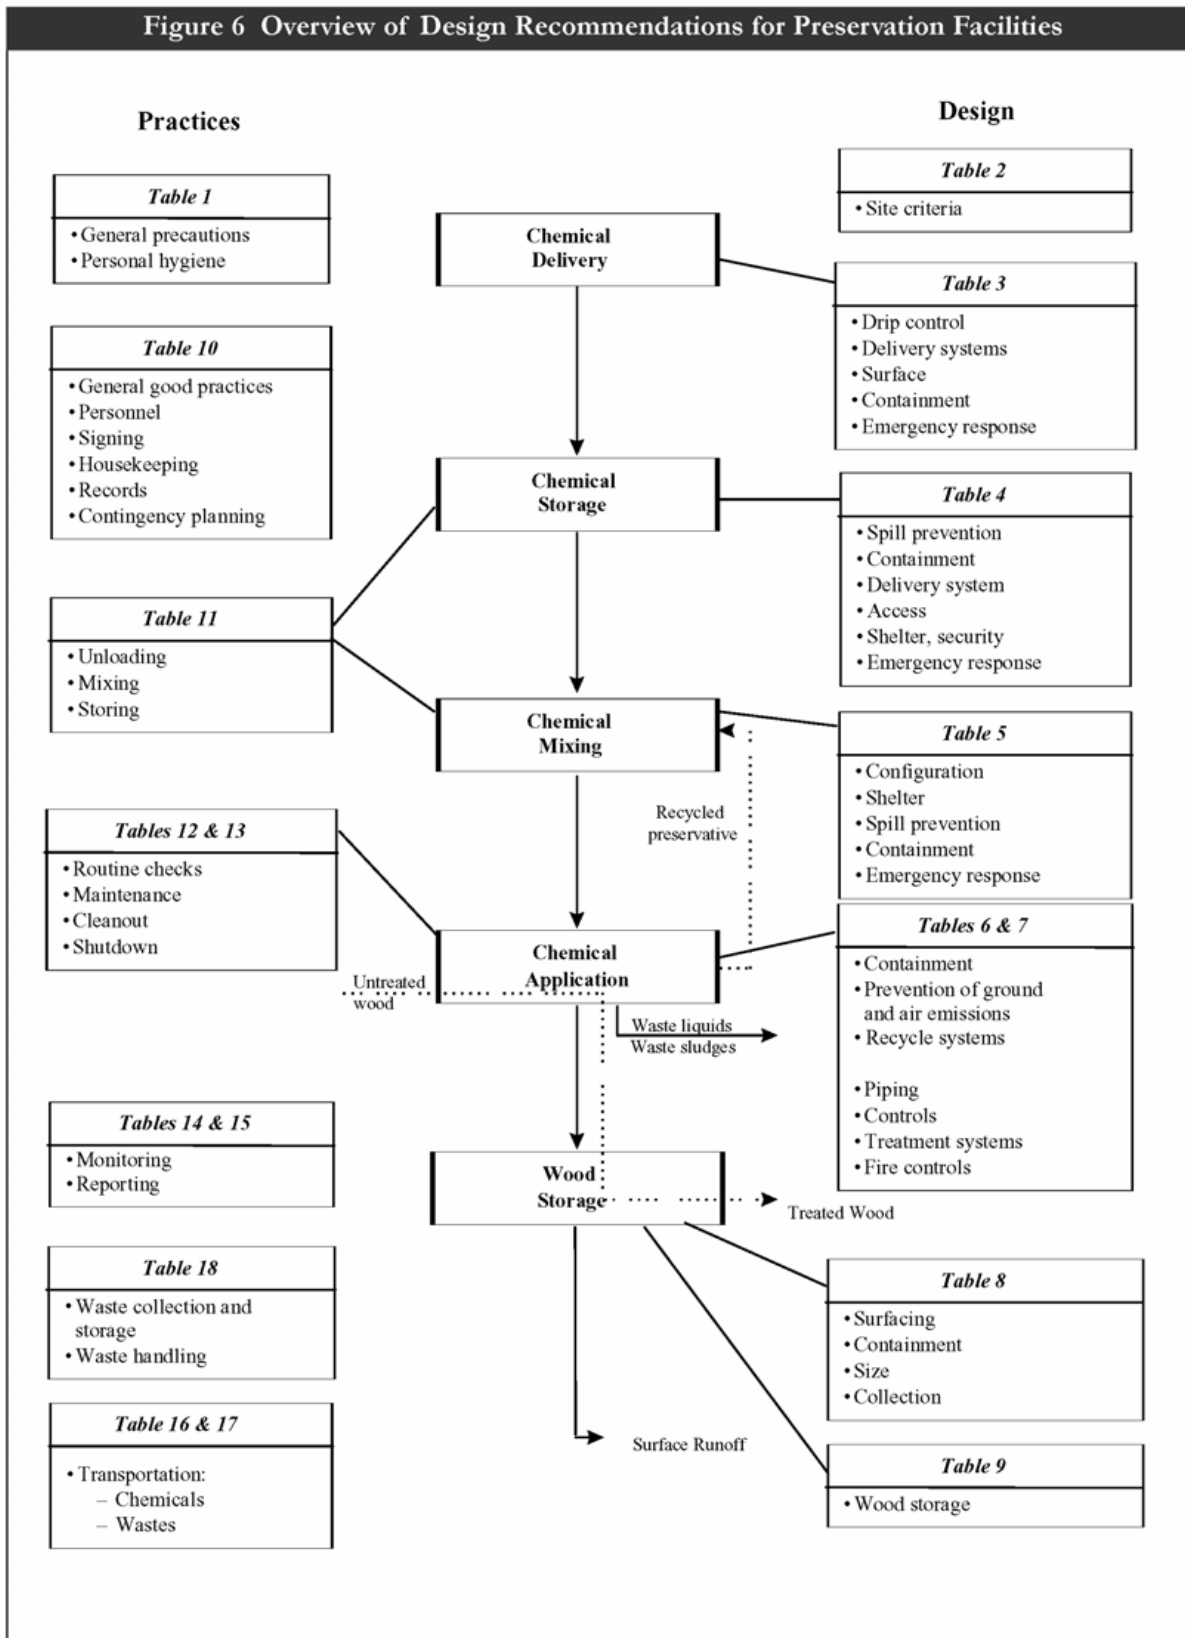 Figure 6 Overview of Design Recommendations for Preservation Facilities
Practices
Table 1
• General precautions
• Personal hygiene
Table 10
• General good practices
• Personnel
• Signing
• Housekeeping
• Records
• Contingency planning
Table 11
• Unloading
• Mixing
• Storing
Tables 12 & 13
• Routine checks
• Maintenance
• Cleanout
• Shutdown
Tables 14 & 15
• Monitoring
• Reporting
Table 18
• Waste collection and
storage
• Waste handling
Table 16 & 17
• Transportation:
– Chemicals
– Wastes
Chemical
Delivery
Chemical
Storage
Chemical
Mixing
Recycled
preservative
Chemical
Application
Untreated
wood
Waste liquids
Waste sludges
Wood
Storage
Treated Wood
Surface Runoff
Design
Table 2
• Site criteria
Table 3
• Drip control
• Delivery systems
• Surface
• Containment
• Emergency response
Table 4
• Spill prevention
• Containment
• Delivery system
• Access
• Shelter, security
• Emergency response
Table 5
• Configuration
• Shelter
• Spill prevention
• Containment
• Emergency response
Tables 6 & 7
• Containment
• Prevention of ground
and air emissions
• Recycle systems
• Piping
• Controls
• Treatment systems
• Fire controls
Table 8
• Surfacing
• Containment
• Size
• Collection
Table 9
• Wood storage